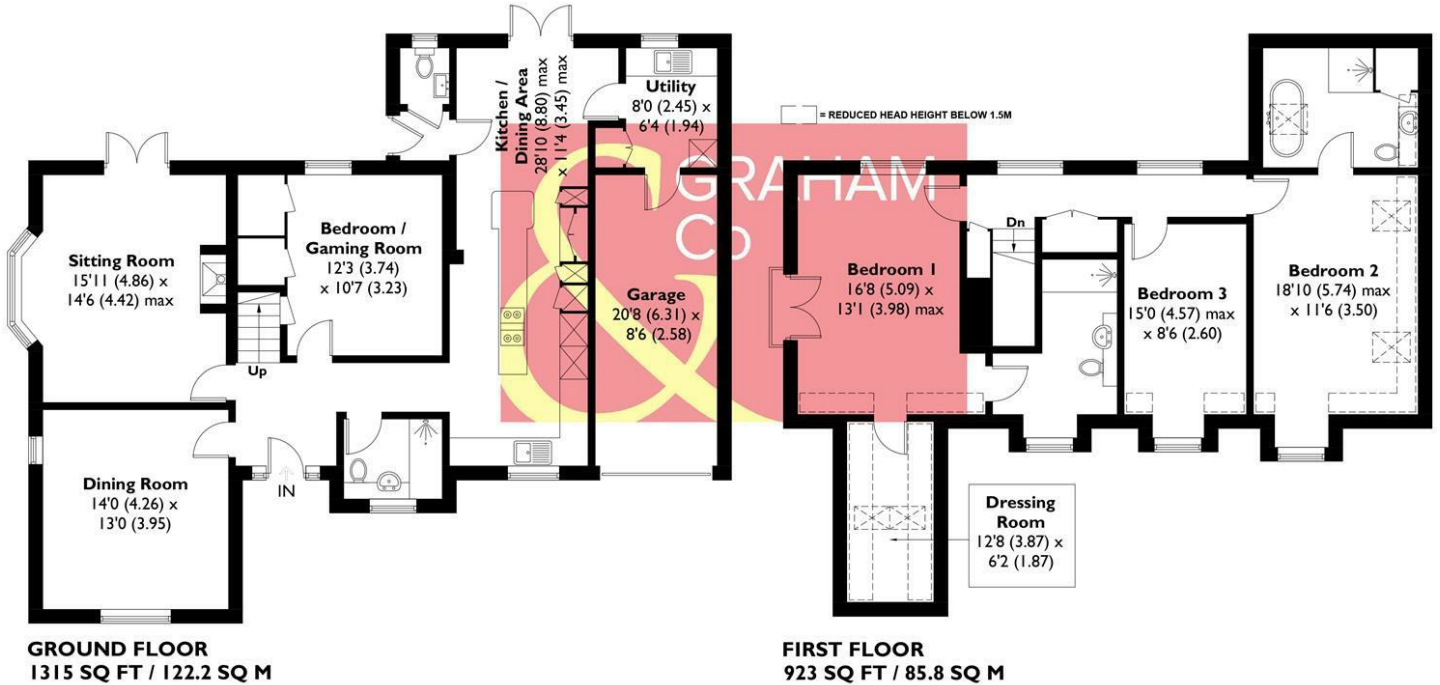 Kitchen /
Dining Area
28'10 (8.80) max
x 11'4 (3.45) max
Utility
8'0 (2.45) x
6'4 (1.94)
= REDUCED HEAD HEIGHT BELOW 1.5M
& GRAHAM
Co
Sitting Room
15'11 (4.86) x
14'6 (4.42) max
Bedroom /
Gaming Room
12'3 (3.74)
x 10'7 (3.23)
Up
Garage
20'8 (6.31) x
8'6 (2.58)
Dining Room
14'0 (4.26) x
13'0 (3.95)
IN
Bedroom 1
16'8 (5.09) x
13'1 (3.98) max
Dn
Bedroom 3
15'0 (4.57) max
x 8'6 (2.60)
Bedroom 2
18'10 (5.74) max
x 11'6 (3.50)
Dressing
Room
12'8 (3.87) x
6'2 (1.87)
GROUND FLOOR
1315 SQ FT / 122.2 SQ M
FIRST FLOOR
923 SQ FT / 85.8 SQ M